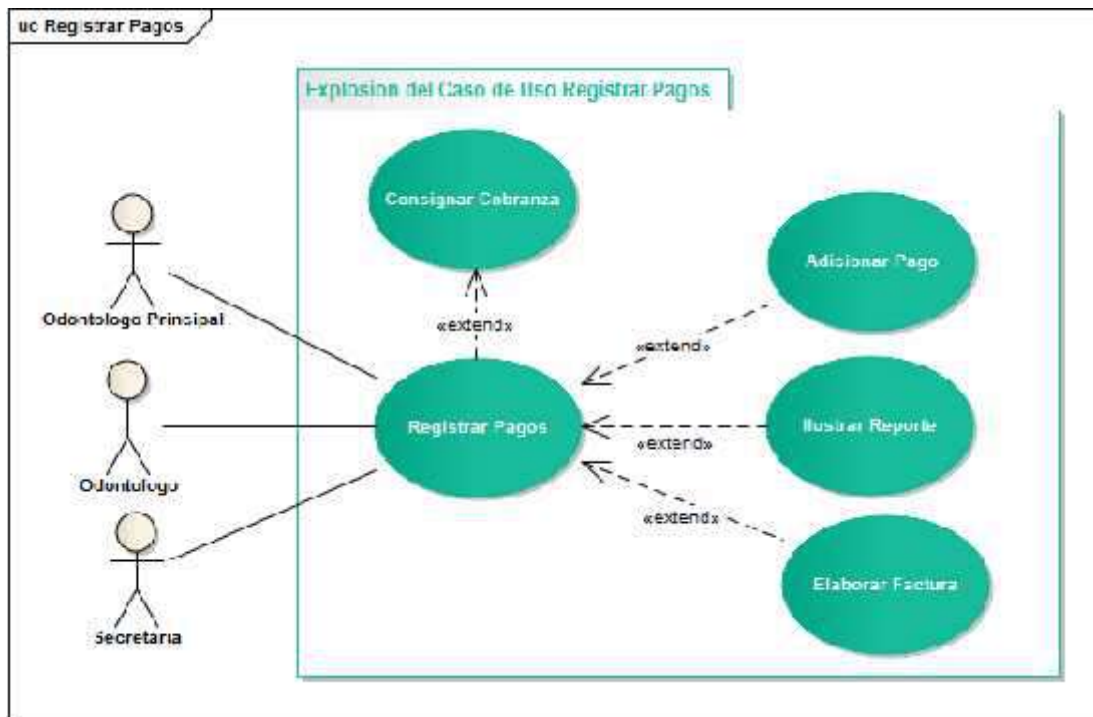 uc Registrar Pagos
Explosion del Caso de Uso Registrar Pagos
Consignar Cobranza
Adicionar Pago
Odontologo Principal
«extend»
«extend»
Registrar Pagos
Ilustrar Reporte
«extend»
Odontologo
«extend»
Elaborar Factura
Secretaria